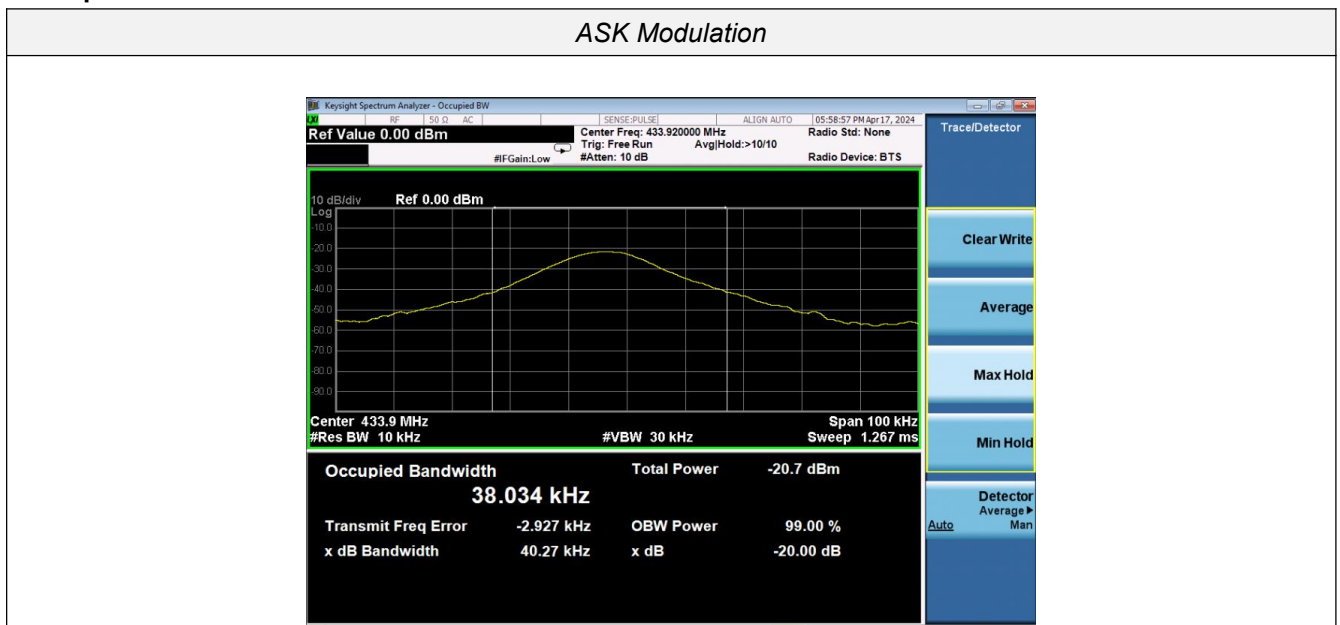 ASK Modulation
Keysight Spectrum Analyzer - Occupied BW
LXI RF 50 Ω AC SENSE:PULSE ALIGN AUTO 05:58:57 PM Apr 17, 2024
Ref Value 0.00 dBm Center Freq: 433.920000 MHz Radio Std: None
Trig: Free Run Avg|Hold:>10/10
#IFGain:Low #Atten: 10 dB Radio Device: BTS
Trace/Detector
10 dB/div Ref 0.00 dBm
Log
-10.0
-20.0
-30.0
-40.0
-50.0
-60.0
-70.0
-80.0
-90.0
Center 433.9 MHz Span 100 kHz
#Res BW 10 kHz #VBW 30 kHz Sweep 1.267 ms
Occupied Bandwidth Total Power -20.7 dBm
38.034 kHz
Transmit Freq Error -2.927 kHz OBW Power 99.00 %
x dB Bandwidth 40.27 kHz x dB -20.00 dB
Clear Write
Average
Max Hold
Min Hold
Detector
Average
Auto Man